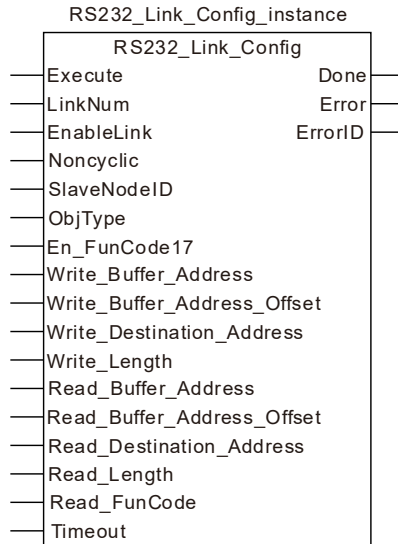 RS232_Link_Config_instance
RS232_Link_Config
Execute Done
LinkNum Error
EnableLink ErrorID
Noncyclic
SlaveNodeID
ObjType
En_FunCode17
Write_Buffer_Address
Write_Buffer_Address_Offset
Write_Destination_Address
Write_Length
Read_Buffer_Address
Read_Buffer_Address_Offset
Read_Destination_Address
Read_Length
Read_FunCode
Timeout